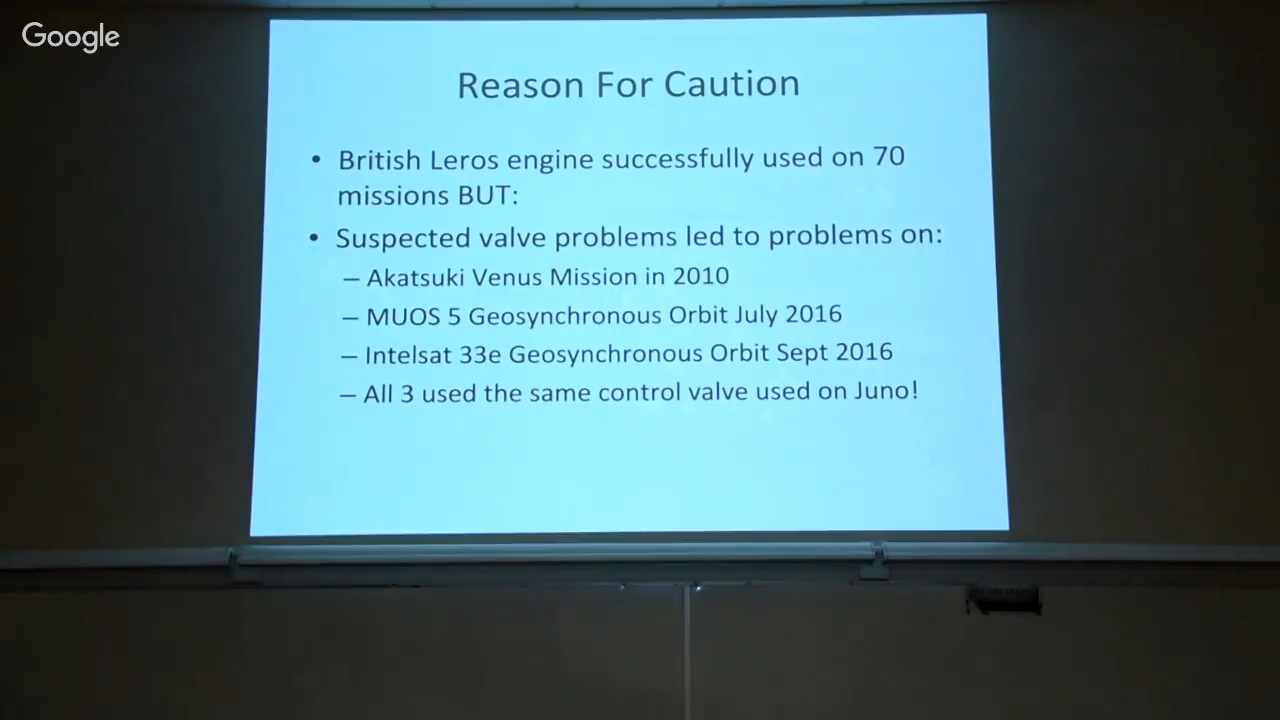 Google
Reason For Caution
• British Leros engine successfully used on 70
missions BUT:
• Suspected valve problems led to problems on:
– Akatsuki Venus Mission in 2010
– MUOS 5 Geosynchronous Orbit July 2016
– Intelsat 33e Geosynchronous Orbit Sept 2016
– All 3 used the same control valve used on Juno!